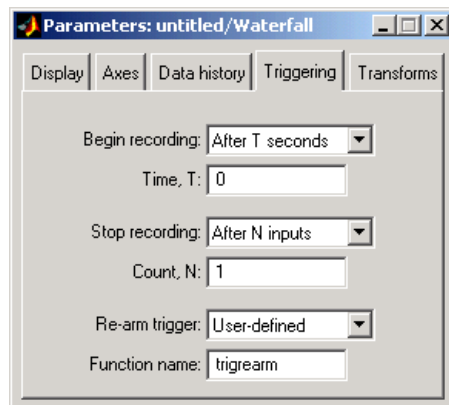 Parameters: untitled/Waterfall
Display Axes Data history Triggering Transforms
Begin recording: After T seconds
Time, T: 0
Stop recording: After N inputs
Count, N: 1
Re-arm trigger: User-defined
Function name: trigrearm